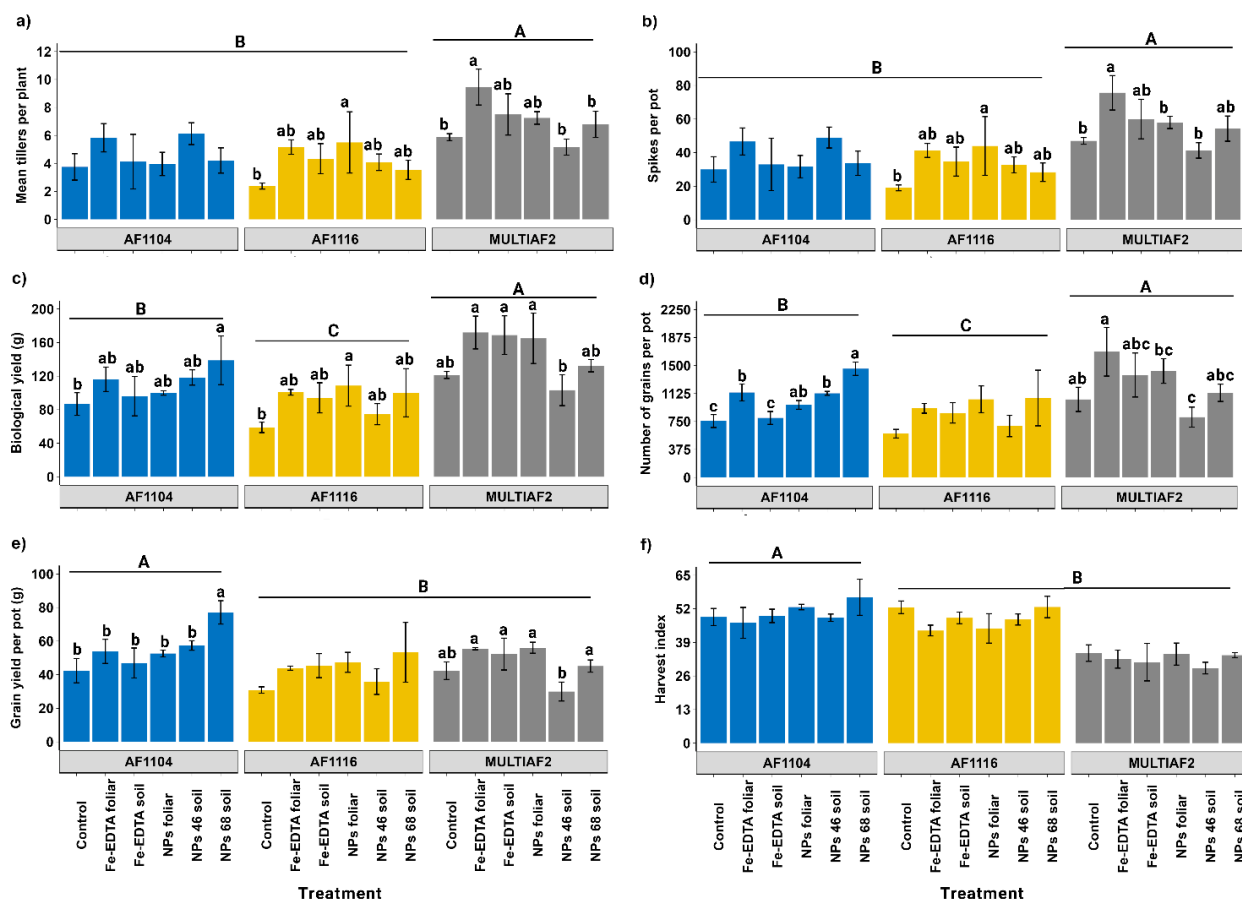 a)
B
A
Mean tillers per plant
12
10
8
6
4
2
0
b ab ab a ab ab
b a ab ab b b
AF1104 AF1116 MULTIAF2
b)
B
A
Spikes per pot
100
80
60
40
20
0
b ab ab a ab ab
b a ab b b ab
AF1104 AF1116 MULTIAF2
c)
B
C
A
Biological yield (g)
200
160
120
80
40
0
b ab ab ab ab a
b ab ab a ab ab
ab a a a b ab
AF1104 AF1116 MULTIAF2
d)
B
C
A
Number of grains per pot
2250
1875
1500
1125
750
375
0
c b c ab b a
ab a abc bc c abc
AF1104 AF1116 MULTIAF2
e)
A
B
Grain yield per pot (g)
100
80
60
40
20
0
b b b b b a
ab a a a b a
AF1104 AF1116 MULTIAF2
Control Fe-EDTA foliar Fe-EDTA soil NPs foliar NPs 46 soil NPs 68 soil Control Fe-EDTA foliar Fe-EDTA soil NPs foliar NPs 46 soil NPs 68 soil Control Fe-EDTA foliar Fe-EDTA soil NPs foliar NPs 46 soil NPs 68 soil
Treatment
f)
A
B
Harvest index
65
52
39
26
13
0
AF1104 AF1116 MULTIAF2
Control Fe-EDTA foliar Fe-EDTA soil NPs foliar NPs 46 soil NPs 68 soil Control Fe-EDTA foliar Fe-EDTA soil NPs foliar NPs 46 soil NPs 68 soil Control Fe-EDTA foliar Fe-EDTA soil NPs foliar NPs 46 soil NPs 68 soil
Treatment